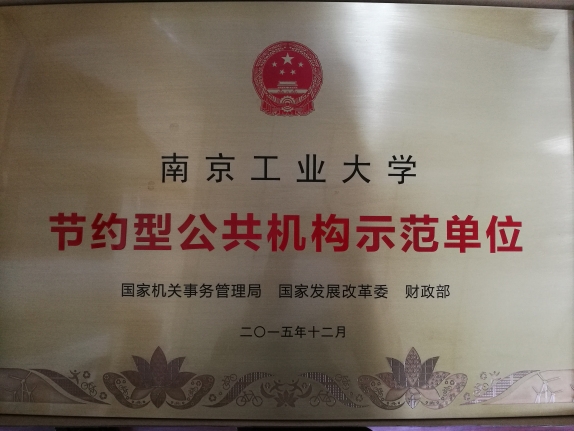 南京工业大学
节约型公共机构示范单位
国家机关事务管理局 国家发展改革委 财政部
二〇一五年十二月